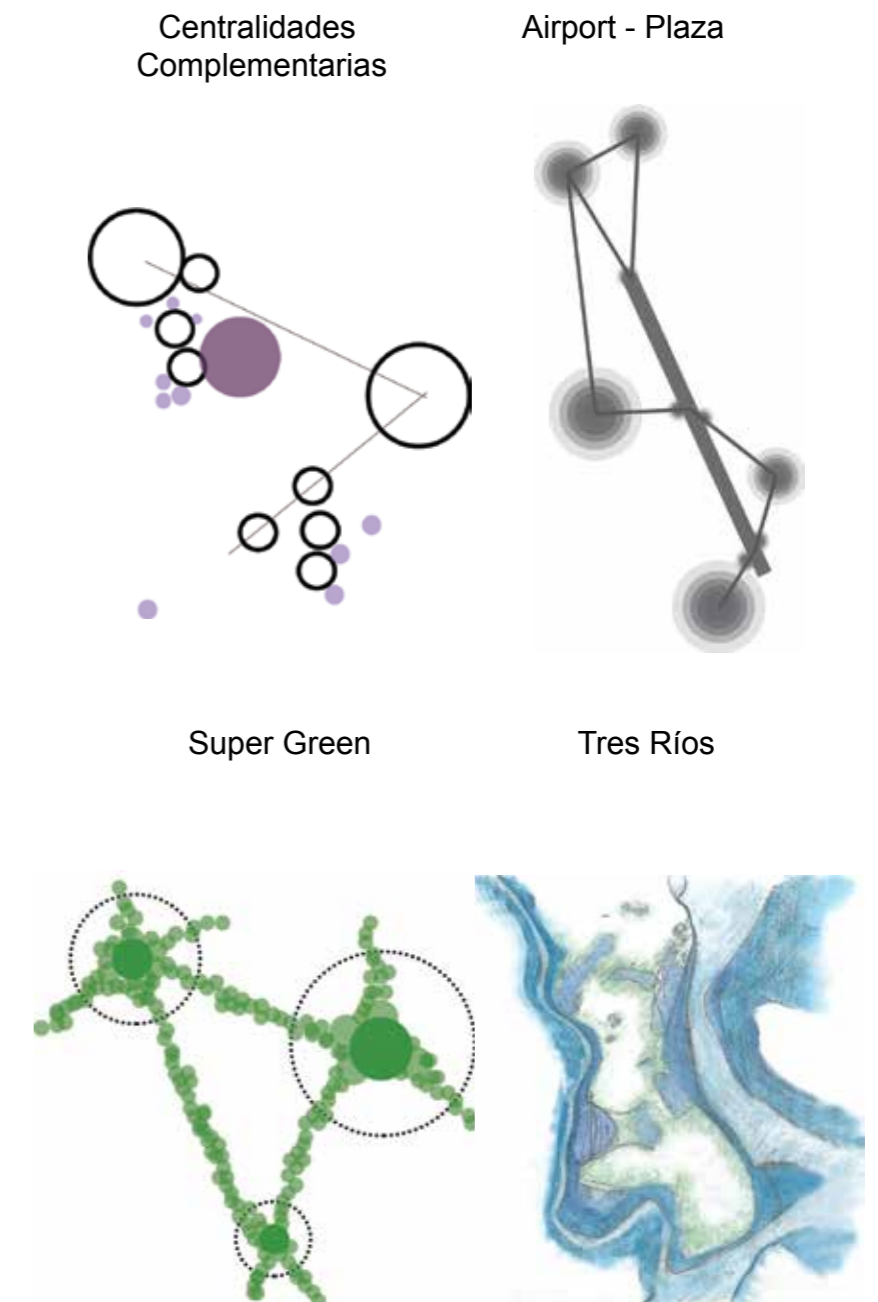 Centralidades
Complementarias
Airport - Plaza
Super Green
Tres Ríos